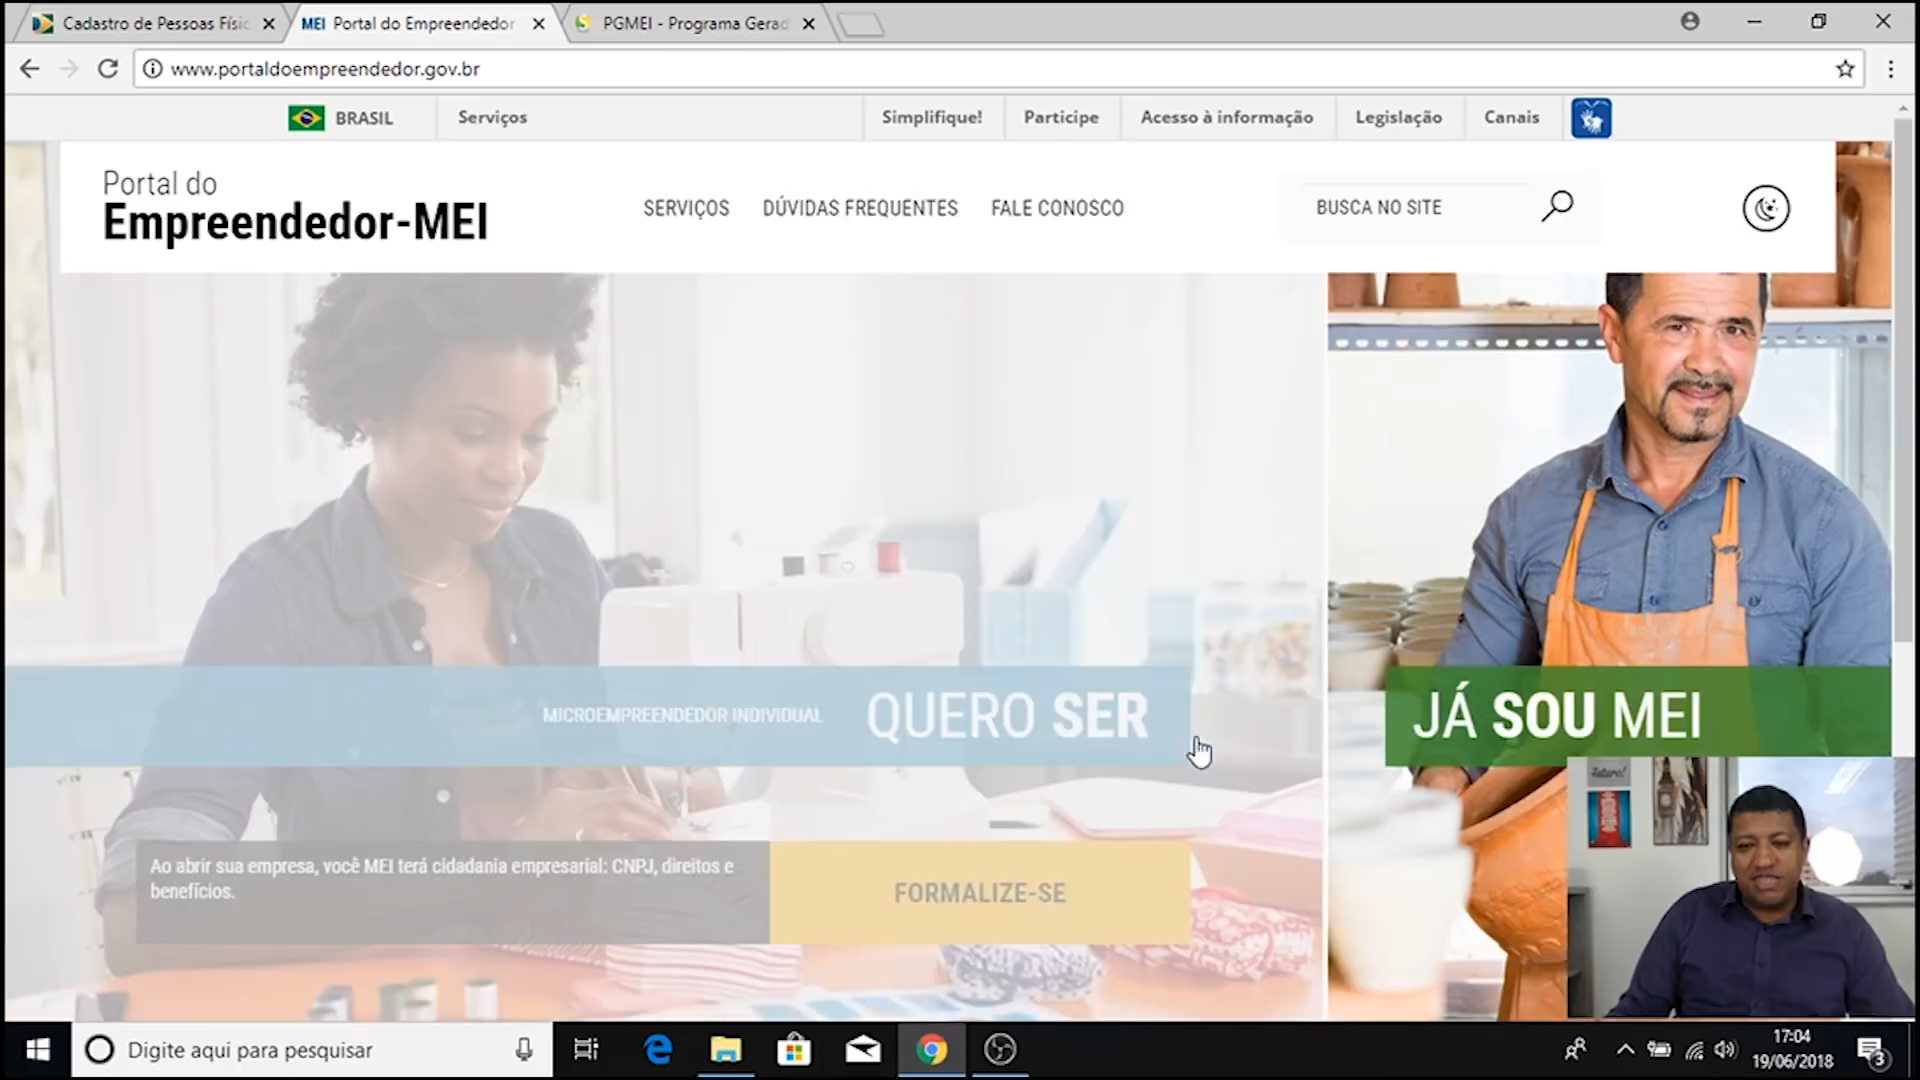 Cadastro de Pessoas Físic
MEI Portal do Empreendedor
PGMEI - Programa Gerad
www.portaldoempreendedor.gov.br
BRASIL
Serviços
Simplifique!
Participe
Acesso à informação
Legislação
Canais
Portal do
Empreendedor-MEI
SERVIÇOS
DÚVIDAS FREQUENTES
FALE CONOSCO
BUSCA NO SITE
MICROEMPREENDEDOR INDIVIDUAL
QUERO SER
JÁ SOU MEI
Ao abrir sua empresa, você MEI terá cidadania empresarial: CNPJ, direitos e
benefícios.
FORMALIZE-SE
Digite aqui para pesquisar
17:04
19/06/2018
3